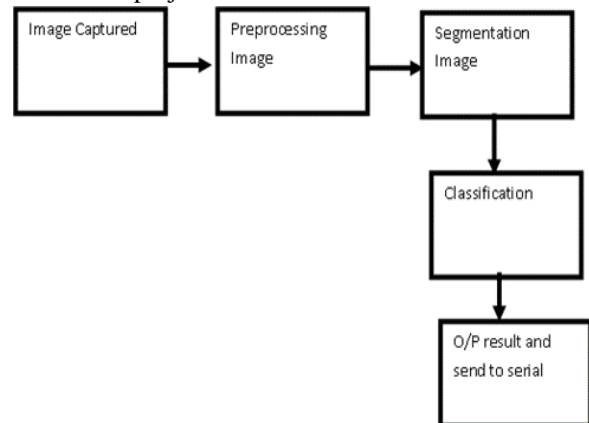 Image Captured
Preprocessing
Image
Segmentation
Image
Classification
O/P result and
send to serial